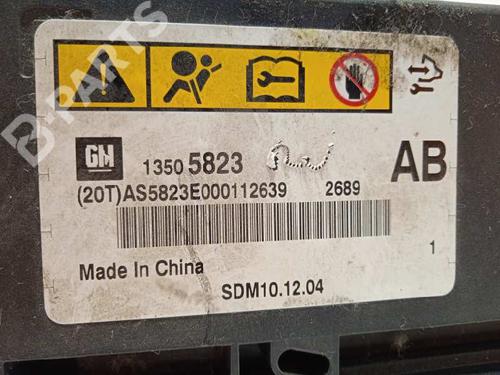 B-PARTS
GM
1350 5823
AB
(20T)AS5823E000112639 2689
1
Made In China
SDM10.12.04